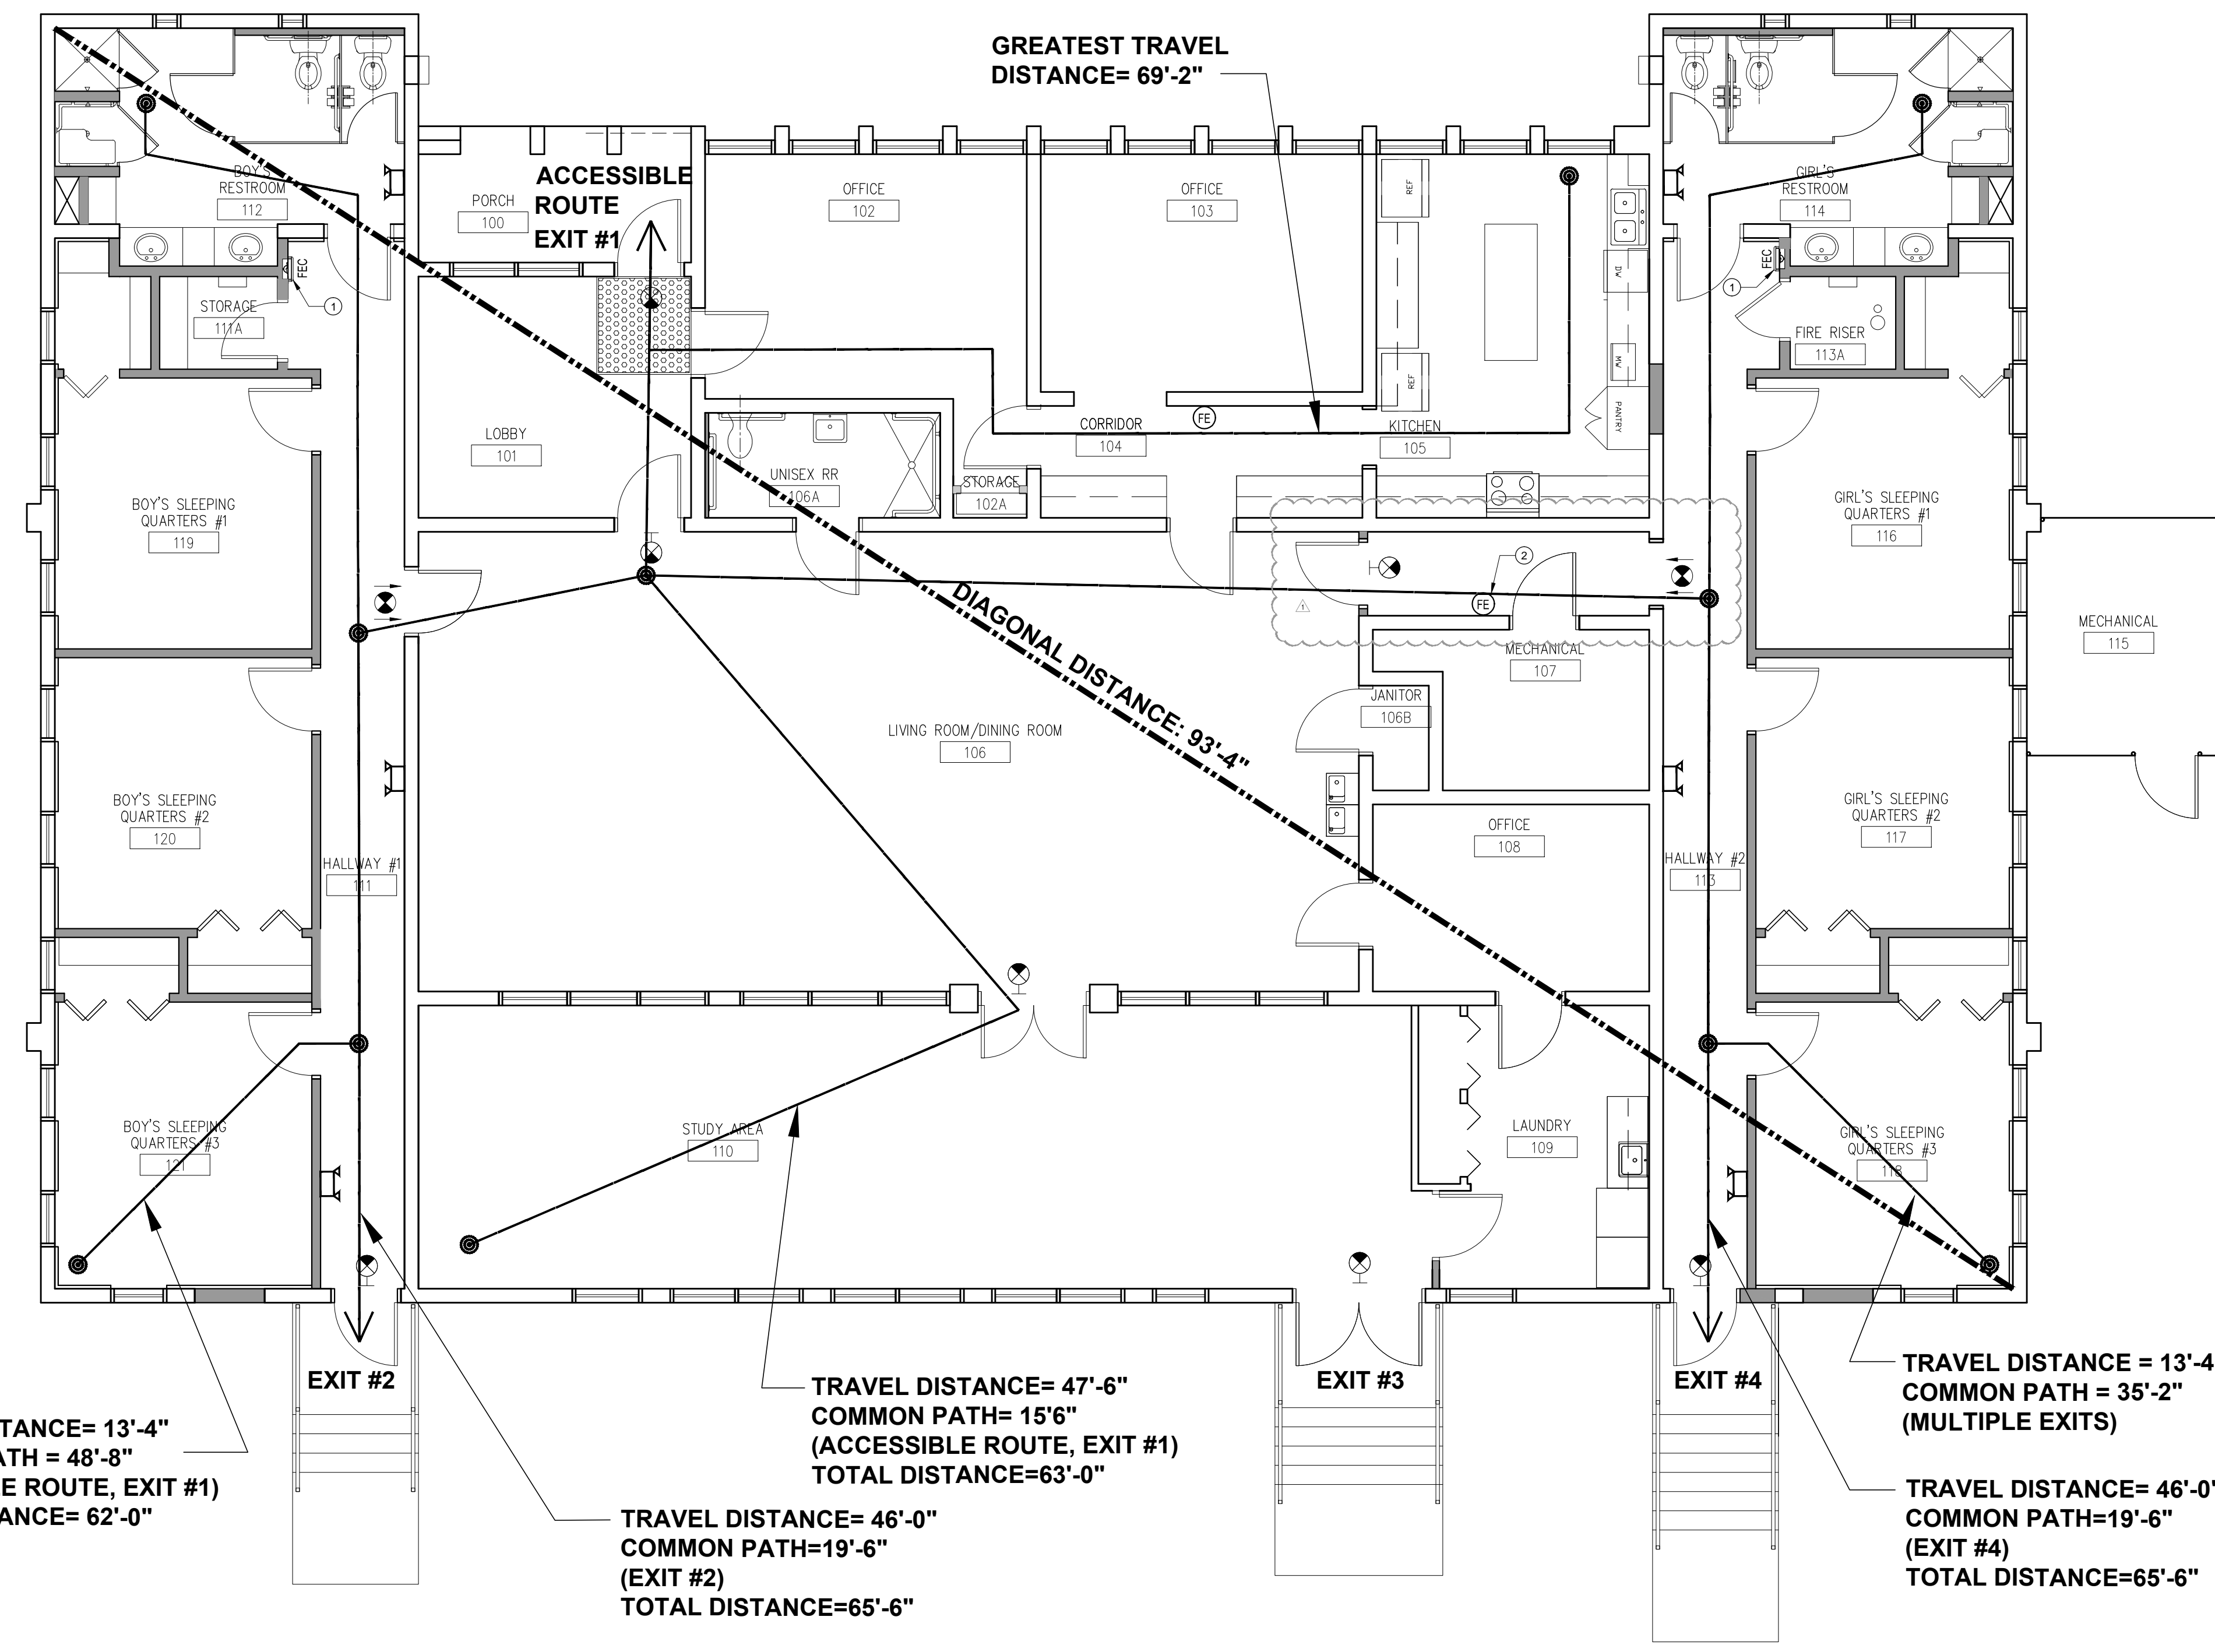 GREATEST TRAVEL
DISTANCE= 69'-2"
ACCESSIBLE
ROUTE
EXIT #1
PORCH
100
OFFICE
102
OFFICE
103
REF
REF
DW
MW
PANTRY
BOY'S
RESTROOM
112
GIRL'S
RESTROOM
114
FEC
1
STORAGE
111A
FEC
1
FIRE RISER
113A
LOBBY
101
UNISEX RR
106A
STORAGE
102A
CORRIDOR
104
FE
KITCHEN
105
BOY'S SLEEPING
QUARTERS #1
119
GIRL'S SLEEPING
QUARTERS #1
116
2
FE
1
MECHANICAL
107
MECHANICAL
115
JANITOR
106B
DIAGONAL DISTANCE: 93'-4"
LIVING ROOM/DINING ROOM
106
BOY'S SLEEPING
QUARTERS #2
120
GIRL'S SLEEPING
QUARTERS #2
117
OFFICE
108
HALLWAY #1
111
HALLWAY #2
113
BOY'S SLEEPING
QUARTERS #3
121
STUDY AREA
110
LAUNDRY
109
GIRL'S SLEEPING
QUARTERS #3
118
EXIT #2
EXIT #3
EXIT #4
TANCE= 13'-4"
ATH = 48'-8"
E ROUTE, EXIT #1)
ANCE= 62'-0"
TRAVEL DISTANCE= 47'-6"
COMMON PATH= 15'6"
(ACCESSIBLE ROUTE, EXIT #1)
TOTAL DISTANCE=63'-0"
TRAVEL DISTANCE= 46'-0"
COMMON PATH=19'-6"
(EXIT #2)
TOTAL DISTANCE=65'-6"
TRAVEL DISTANCE = 13'-4
COMMON PATH = 35'-2"
(MULTIPLE EXITS)
TRAVEL DISTANCE= 46'-0"
COMMON PATH=19'-6"
(EXIT #4)
TOTAL DISTANCE=65'-6"